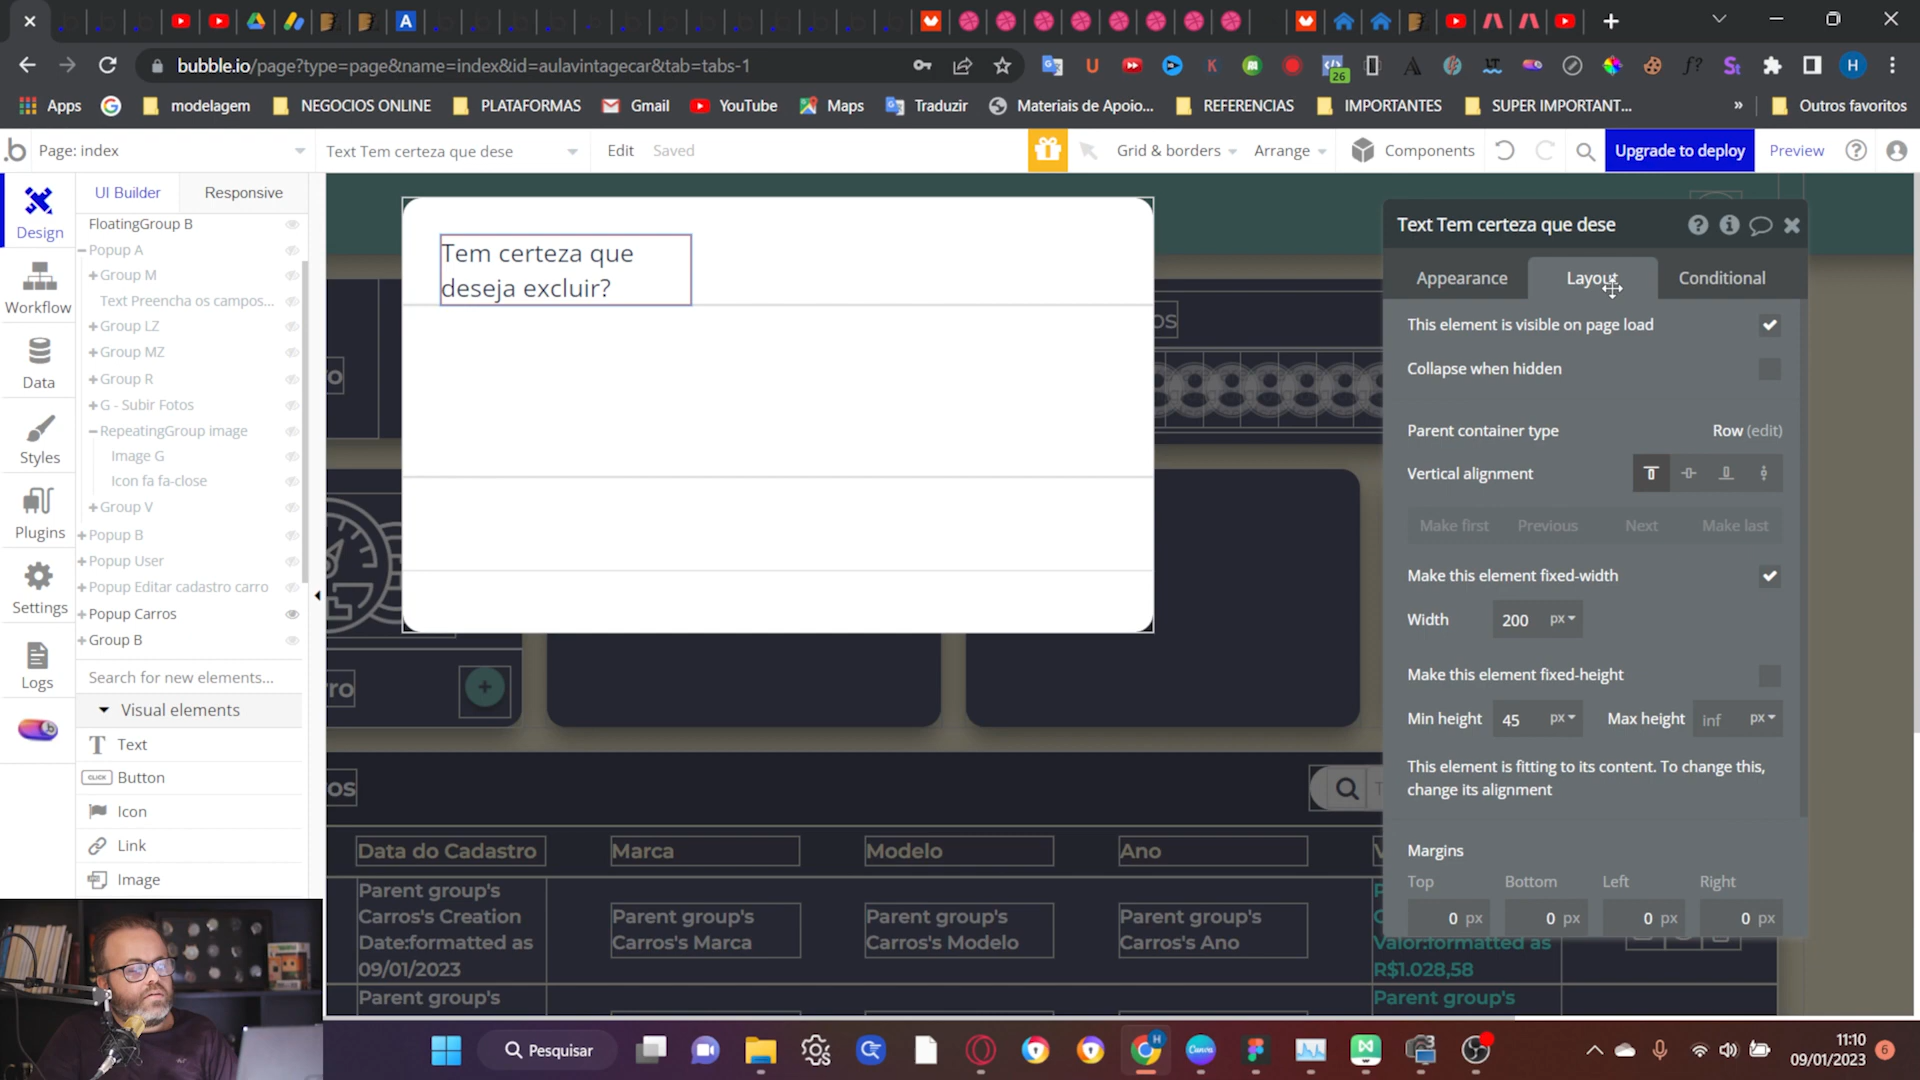 bubble.io/page?type=page&name=index&id=aulavintagecar&tab=tabs-1
26
H
Apps
modelagem
NEGOCIOS ONLINE
PLATAFORMAS
Gmail
YouTube
Maps
Traduzir
Materiais de Apoio...
REFERENCIAS
IMPORTANTES
SUPER IMPORTANT...
»
Outros favoritos
Page: index
Text Tem certeza que dese
Edit
Saved
Grid & borders
Arrange
Components
Upgrade to deploy
Preview
Design
Workflow
Data
Styles
Plugins
Settings
Logs
UI Builder
Responsive
FloatingGroup B
Popup A
Group M
Text Preencha os campos...
Group LZ
Group MZ
Group R
G - Subir Fotos
RepeatingGroup image
Image G
Icon fa fa-close
Group V
Popup B
Popup User
Popup Editar cadastro carro
Popup Carros
Group B
Search for new elements...
Visual elements
Text
CLICK Button
Icon
Link
Image
Tem certeza que
deseja excluir?
os
o
ro
os
Data do Cadastro
Marca
Modelo
Ano
V
Parent group's
Carros's Creation
Date:formatted as
09/01/2023
Parent group's
Carros's Marca
Parent group's
Carros's Modelo
Parent group's
Carros's Ano
Valor:formatted as
R$1.028,58
Parent group's
Parent group's
Text Tem certeza que dese
Appearance
Layout
Conditional
This element is visible on page load
Collapse when hidden
Parent container type
Row (edit)
Vertical alignment
Make first
Previous
Next
Make last
Make this element fixed-width
Width
200 px
Make this element fixed-height
Min height
45 px
Max height
inf px
This element is fitting to its content. To change this,
change its alignment
Margins
Top
Bottom
Left
Right
0 px
0 px
0 px
0 px
Pesquisar
Canva
3
11:10
09/01/2023
6